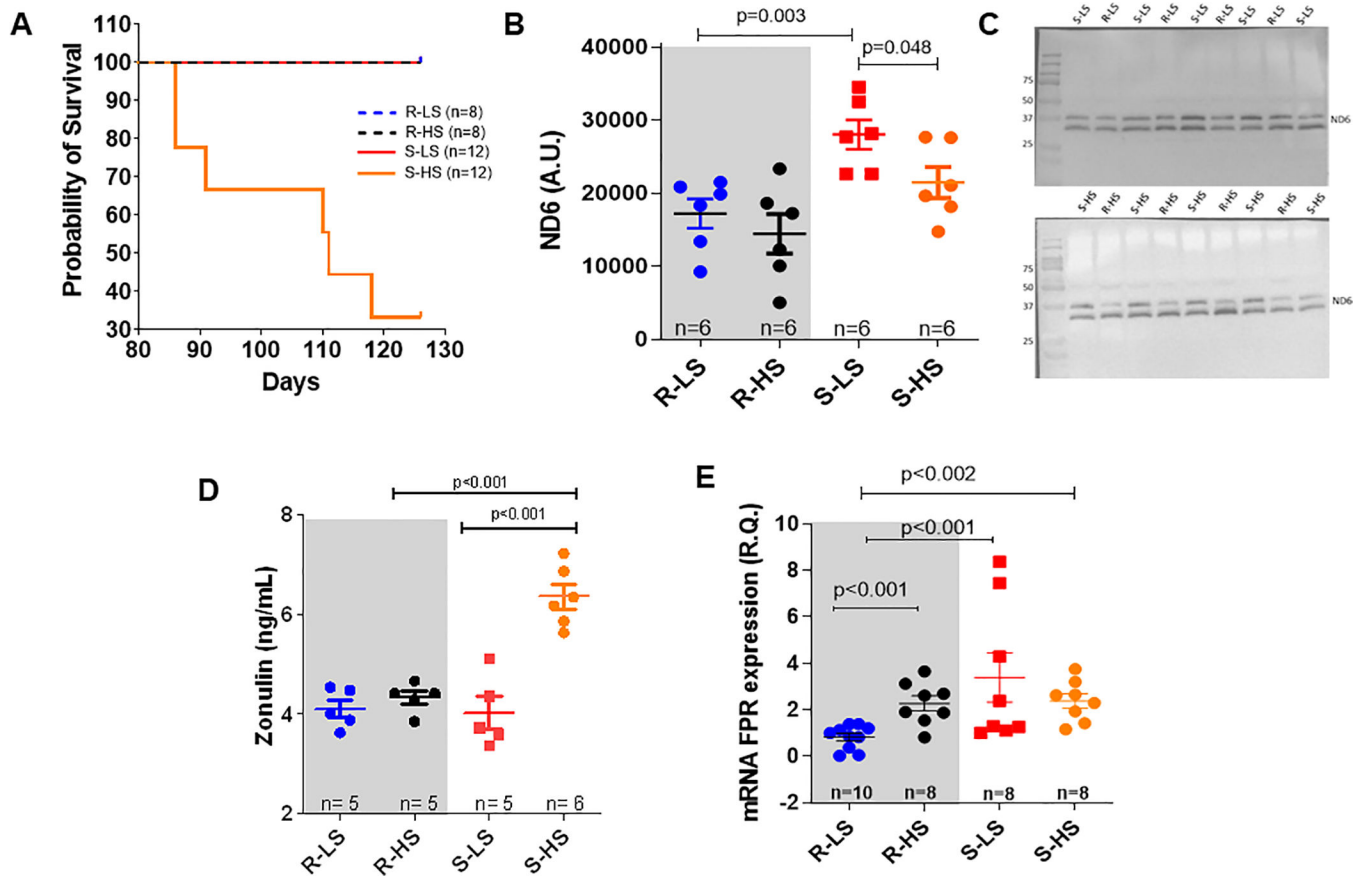 A
Probability of Survival
110
100
90
80
70
60
50
40
30
80
90
100
110
120
130
Days
R-LS (n=8)
R-HS (n=8)
S-LS (n=12)
S-HS (n=12)
B
p=0.003
p=0.048
ND6 (A.U.)
40000
30000
20000
10000
0
n=6
n=6
n=6
n=6
R-LS
R-HS
S-LS
S-HS
C
S-LS
R-LS
S-LS
R-LS
S-LS
R-LS
S-LS
R-LS
S-LS
75
50
37
25
ND6
S-HS
R-HS
S-HS
R-HS
S-HS
R-HS
S-HS
R-HS
S-HS
75
50
37
25
ND6
D
p<0.001
p<0.001
Zonulin (ng/mL)
8
6
4
2
n= 5
n= 5
n= 5
n= 6
R-LS
R-HS
S-LS
S-HS
E
p<0.002
p<0.001
p<0.001
mRNA FPR expression (R.Q.)
10
8
6
4
2
0
-2
n=10
n=8
n=8
n=8
R-LS
R-HS
S-LS
S-HS